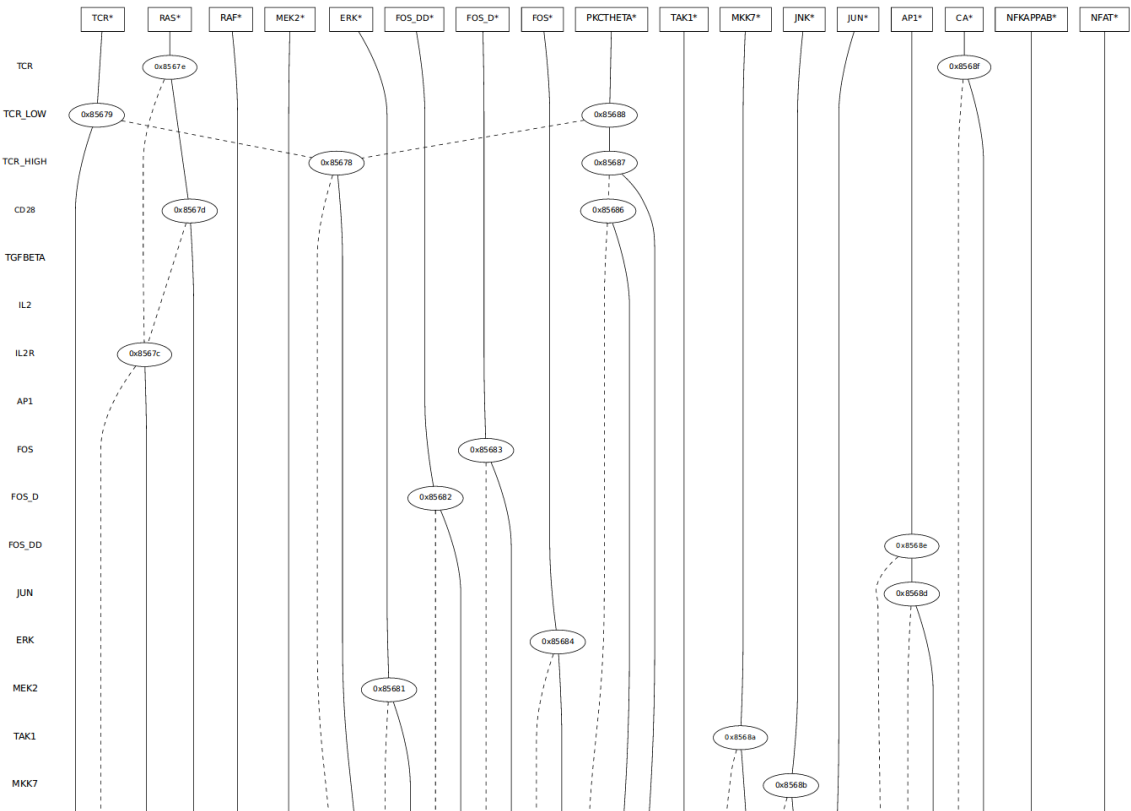 TCR* RAS* RAF* MEK2* ERK* FOS_DD* FOS_D* FOS* PKCTHETA* TAK1* MKK7* JNK* JUN* AP1* CA* NFKAPPAB* NFAT*
TCR 0x8567e 0x8568f
TCR_LOW 0x85679 0x85688
TCR_HIGH 0x85678 0x85687
CD28 0x8567d 0x85686
TGFBETA
IL2
IL2R 0x8567c
AP1
FOS 0x85683
FOS_D 0x85682
FOS_DD 0x8568e
JUN 0x8568d
ERK 0x85684
MEK2 0x85681
TAK1 0x8568a
MKK7 0x8568b